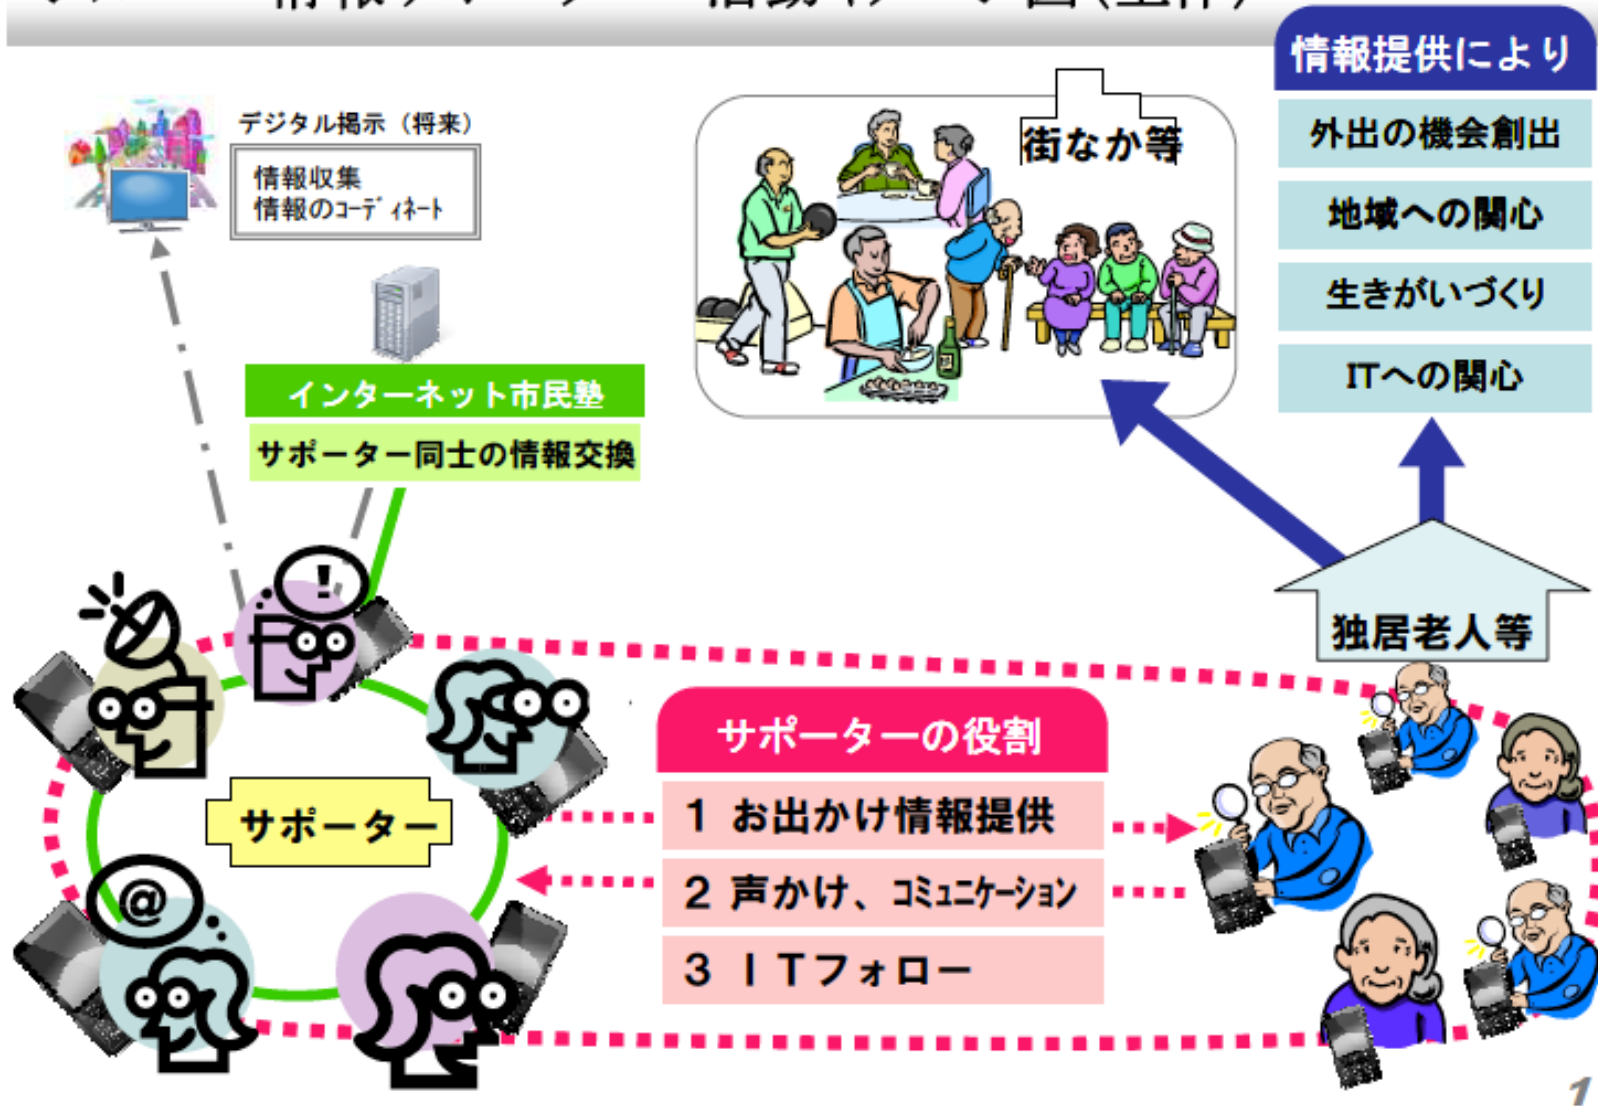 情報提供により
外出の機会創出
地域への関心
生きがいづくり
ITへの関心
デジタル掲示（将来）
情報収集
情報のｺｰﾃﾞｨﾈｰﾄ
街なか等
インターネット市民塾
サポーター同士の情報交換
独居老人等
サポーター
サポーターの役割
1 お出かけ情報提供
2 声かけ、ｺﾐｭﾆｹｰｼｮﾝ
3 ＩＴフォロー
!
@
1